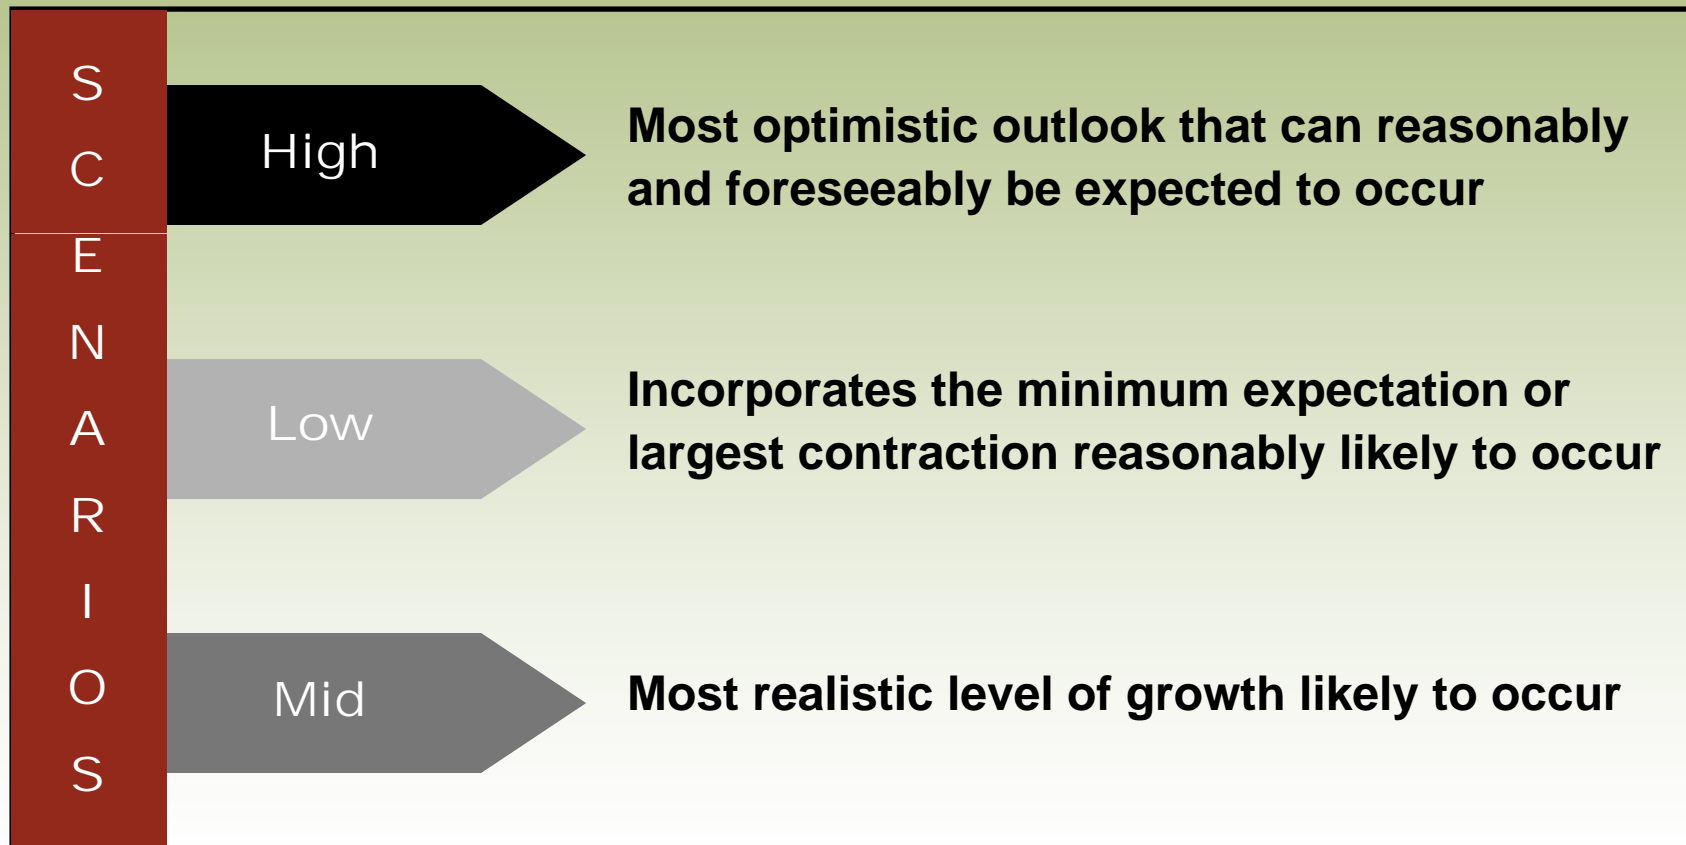 SCENARIOS
High
Most optimistic outlook that can reasonably
and foreseeably be expected to occur
Low
Incorporates the minimum expectation or
largest contraction reasonably likely to occur
Mid
Most realistic level of growth likely to occur